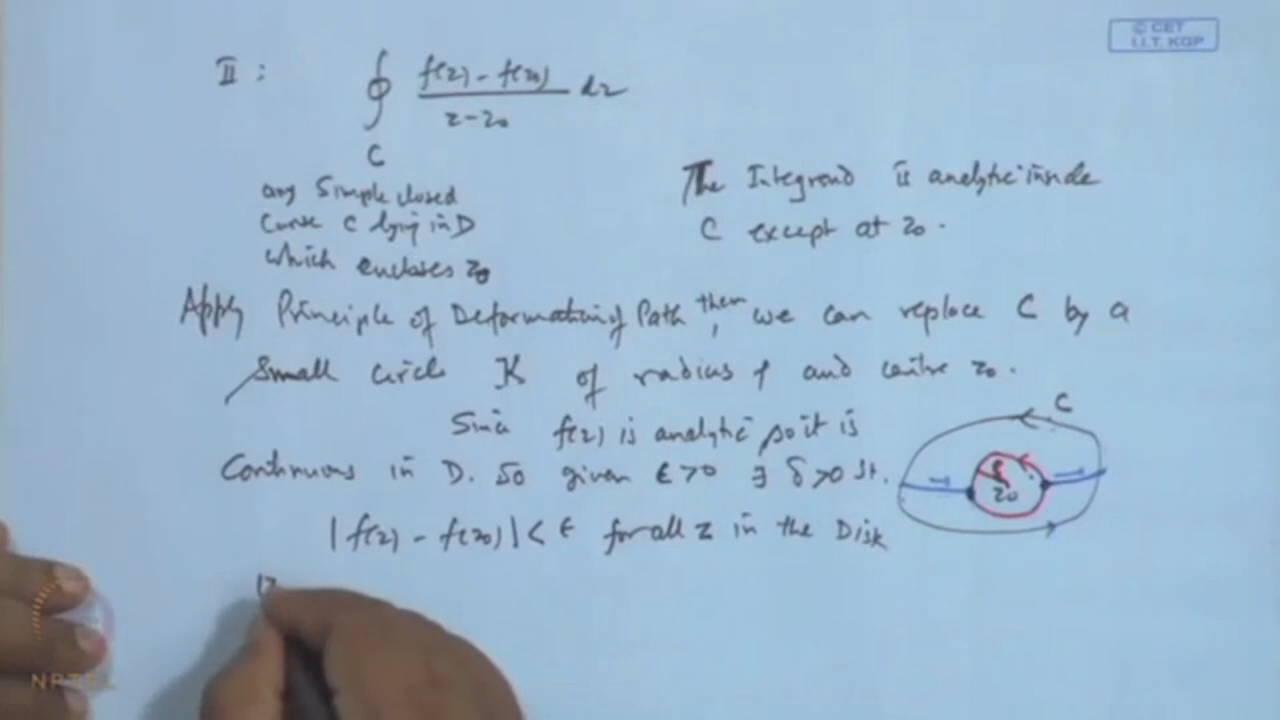 © CET
I.I.T. KGP
II : ∮ f(z) - f(z0) / z - z0 dz
C
any Simple closed
Curve C lying in D
which encloses z0
The Integrand is analytic inside
C except at z0.
Apply Principle of Deformation of Path, then we can replace C by a
Small circle K of radius ρ and centre z0.
Since f(z) is analytic so it is
Continuous in D. So given ε>0 ∃ δ>0 st.
|f(z) - f(z0)| < ε for all z in the Disk
|z
C
ρ
z0
NPTEL